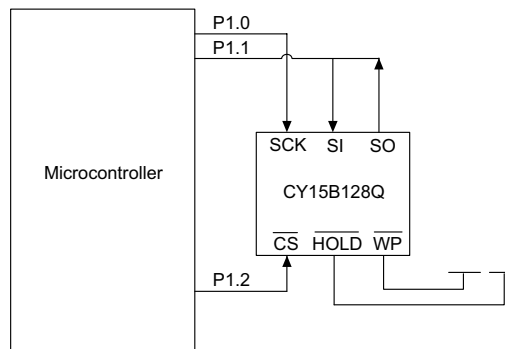 P1.0
P1.1
SCK SI SO
Microcontroller
CY15B128Q
CS HOLD WP
P1.2